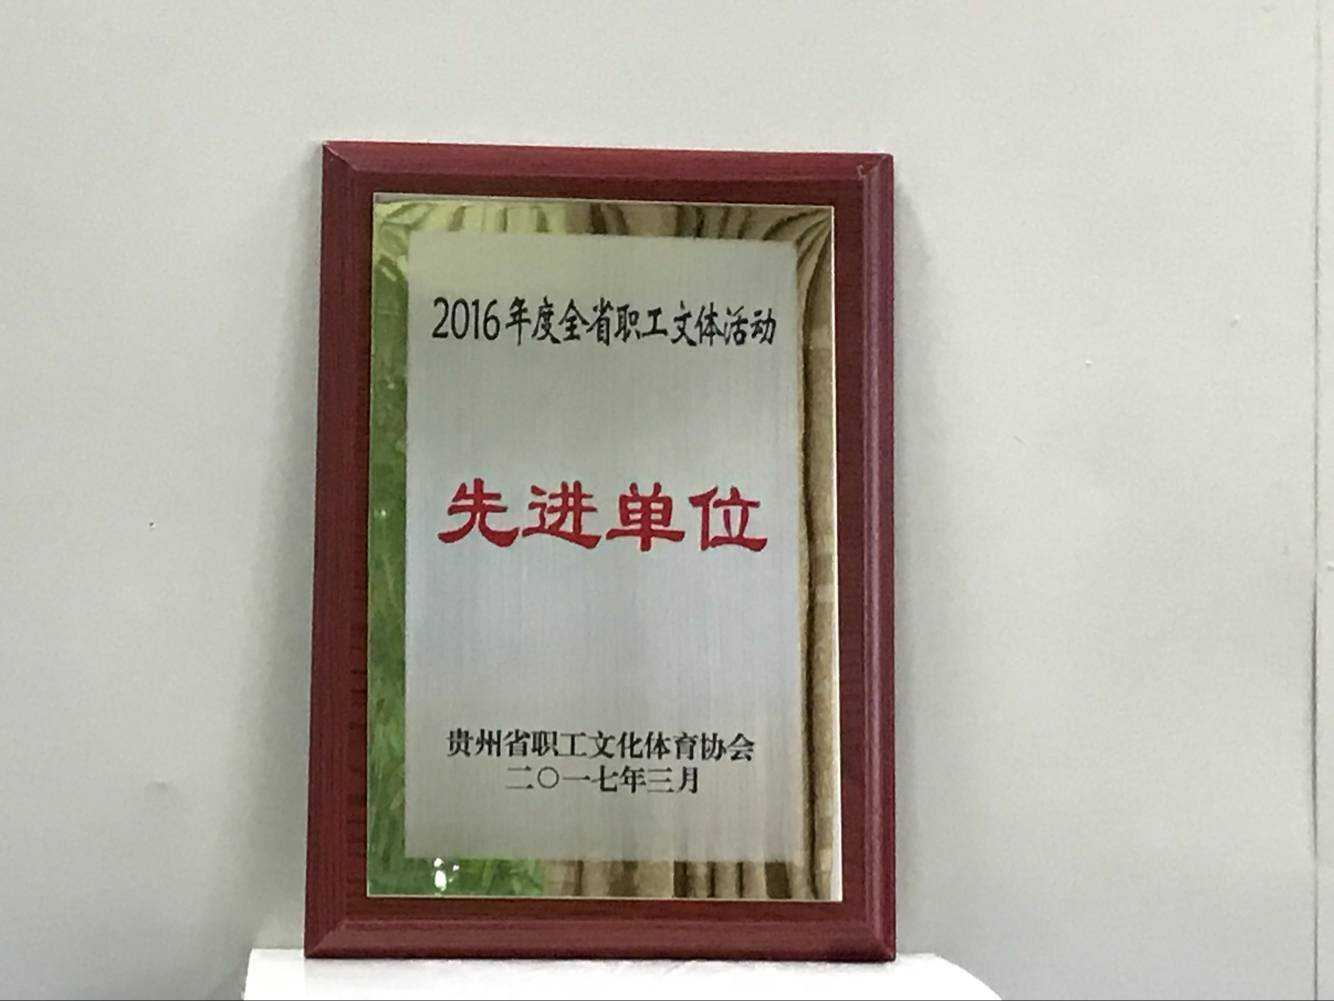 2016年度全省职工文体活动
先进单位
贵州省职工文化体育协会
二〇一七年三月